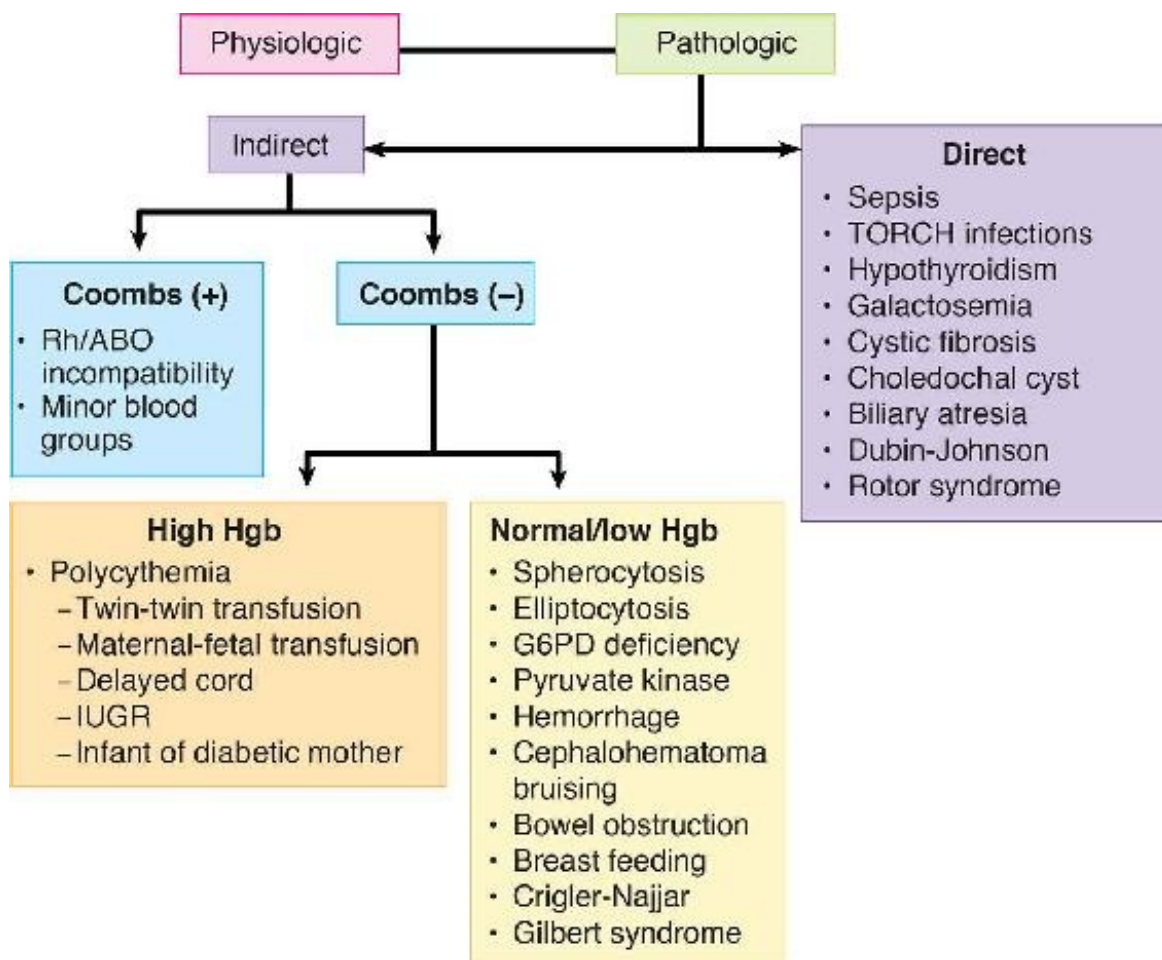 Physiologic
Pathologic
Indirect
Direct
• Sepsis
• TORCH infections
• Hypothyroidism
• Galactosemia
• Cystic fibrosis
• Choledochal cyst
• Biliary atresia
• Dubin-Johnson
• Rotor syndrome
Coombs (+)
• Rh/ABO
incompatibility
• Minor blood
groups
Coombs (–)
High Hgb
• Polycythemia
–Twin-twin transfusion
–Maternal-fetal transfusion
–Delayed cord
–IUGR
–Infant of diabetic mother
Normal/low Hgb
• Spherocytosis
• Elliptocytosis
• G6PD deficiency
• Pyruvate kinase
• Hemorrhage
• Cephalohematoma
bruising
• Bowel obstruction
• Breast feeding
• Crigler-Najjar
• Gilbert syndrome